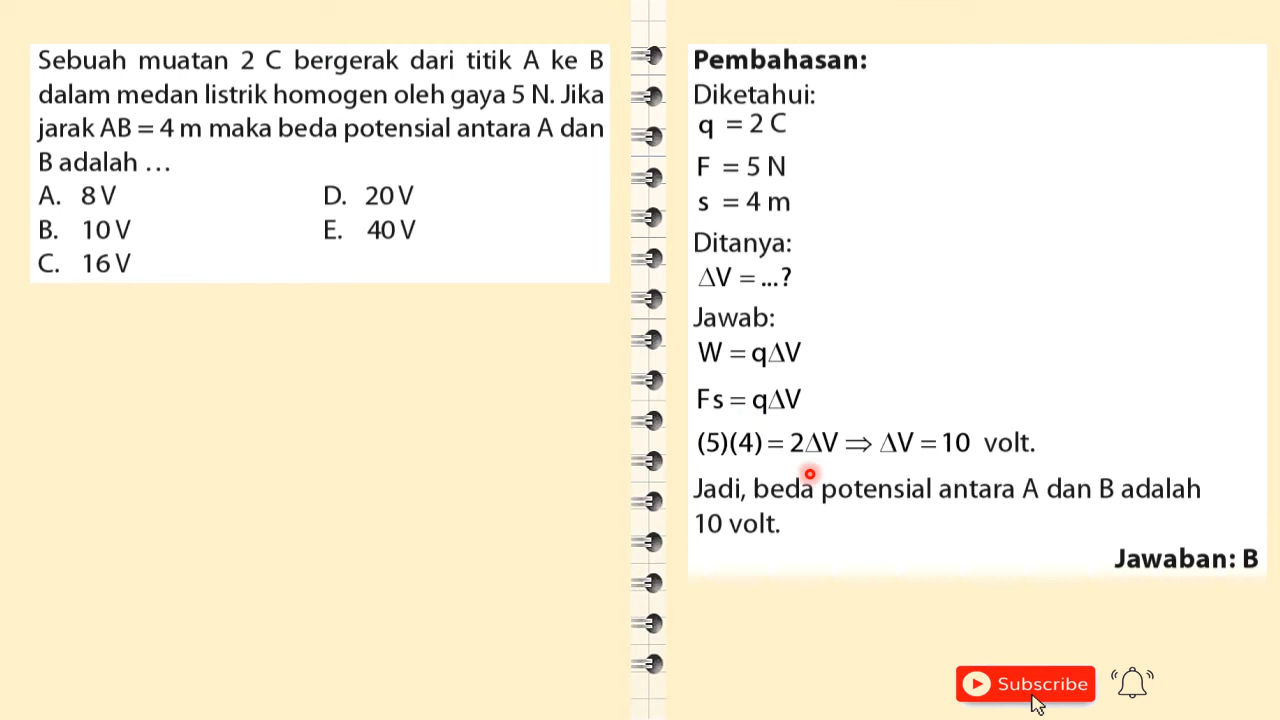 Sebuah muatan 2 C bergerak dari titik A ke B
dalam medan listrik homogen oleh gaya 5 N. Jika
jarak AB = 4 m maka beda potensial antara A dan
B adalah …
A. 8 V
B. 10 V
C. 16 V
D. 20 V
E. 40 V
Pembahasan:
Diketahui:
q = 2 C
F = 5 N
s = 4 m
Ditanya:
ΔV = ...?
Jawab:
W = qΔV
Fs = qΔV
(5)(4) = 2ΔV ⇒ ΔV = 10 volt.
Jadi, beda potensial antara A dan B adalah
10 volt.
Jawaban: B
Subscribe